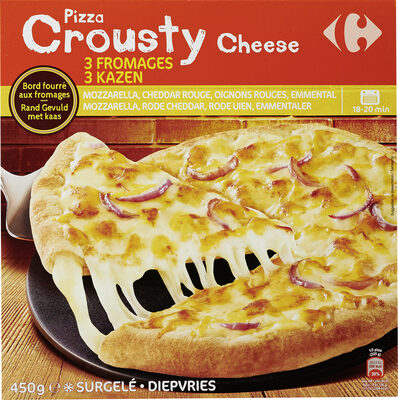 Pizza
Crousty Cheese
3 FROMAGES
3 KAZEN
Bord fourré
aux fromages
Rand Gevuld
met kaas
MOZZARELLA, CHEDDAR ROUGE, OIGNONS ROUGES, EMMENTAL
MOZZARELLA, RODE CHEDDAR, RODE UIEN, EMMENTALER
18-20 min
450g e SURGELÉ • DIEPVRIES